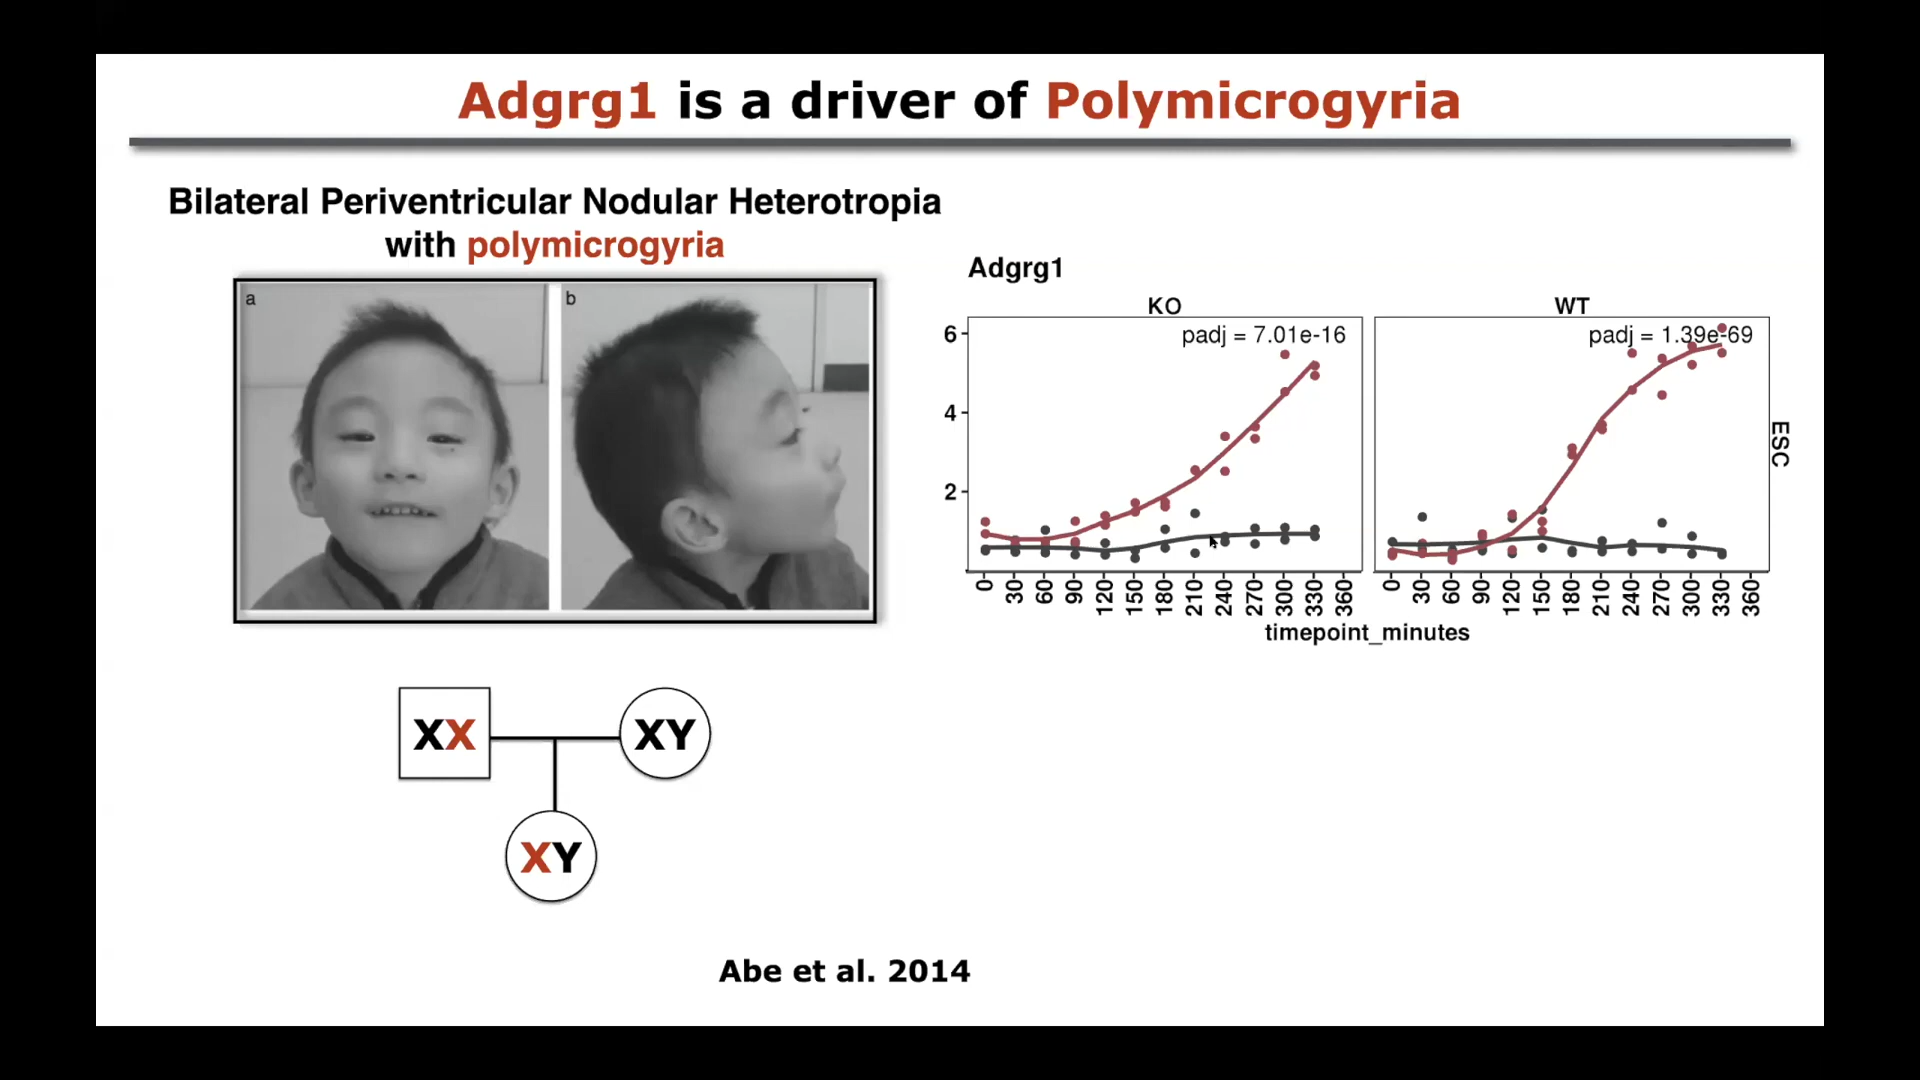 Adgrg1 is a driver of Polymicrogyria
Bilateral Periventricular Nodular Heterotropia
with polymicrogyria
a
b
Adgrg1
KO
WT
padj = 7.01e-16
padj = 1.39e-69
6
4
2
ESC
0 30 60 90 120 150 180 210 240 270 300 330 360
0 30 60 90 120 150 180 210 240 270 300 330 360
timepoint_minutes
XX
XY
XY
Abe et al. 2014